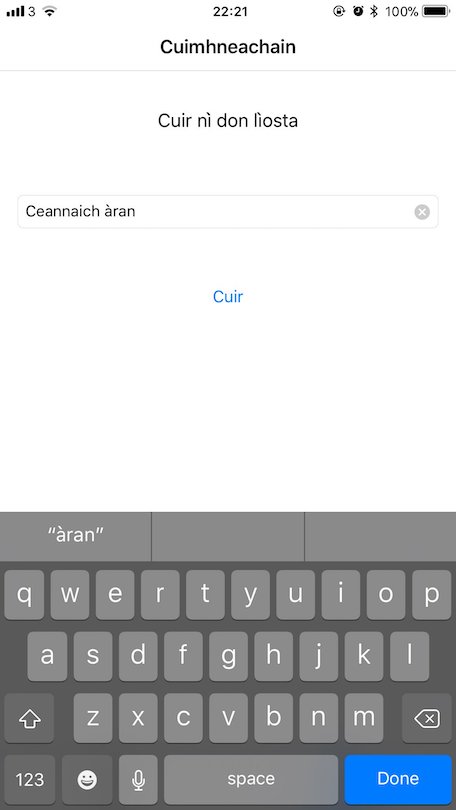 3 22:21 100%
Cuimhneachain
Cuir nì don lìosta
Ceannaich àran
Cuir
“àran”
q w e r t y u i o p
a s d f g h j k l
z x c v b n m
123 space Done